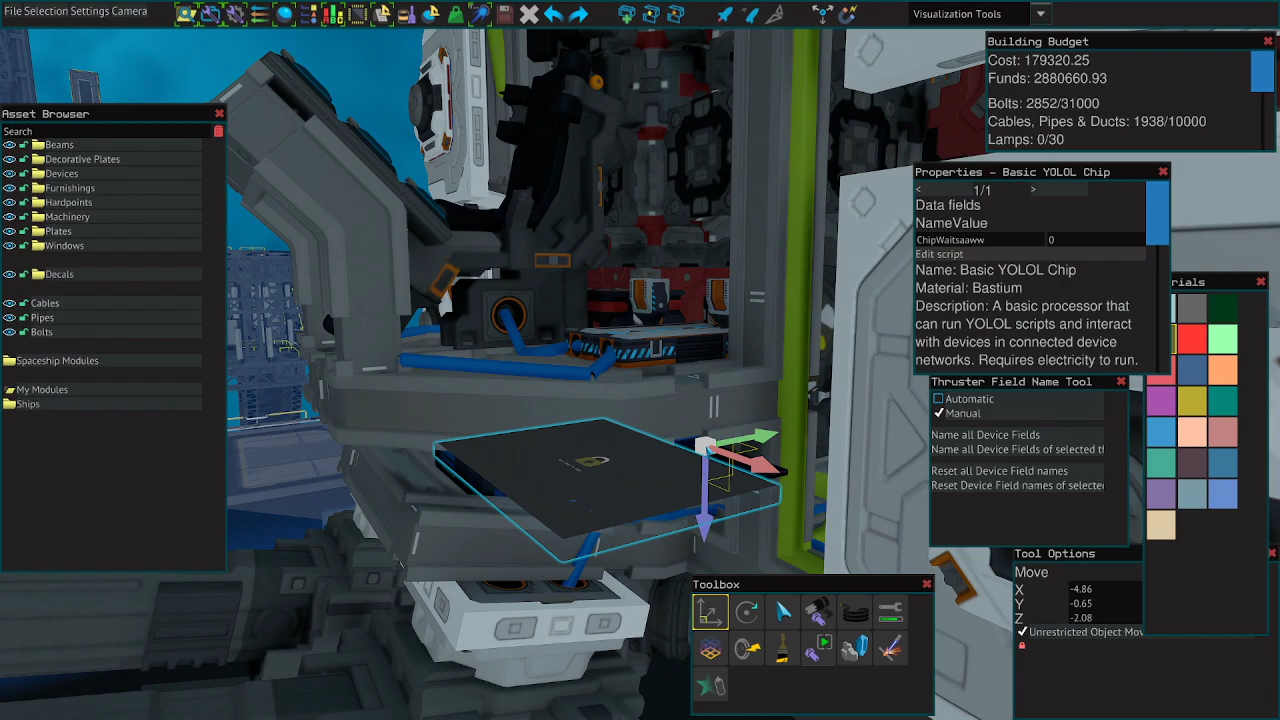 File Selection Settings Camera
Visualization Tools
Building Budget
Cost: 179320.25
Funds: 2880660.93
Bolts: 2852/31000
Cables, Pipes & Ducts: 1938/10000
Lamps: 0/30
Asset Browser
Search
Beams
Decorative Plates
Devices
Furnishings
Hardpoints
Machinery
Plates
Windows
Decals
Cables
Pipes
Bolts
Spaceship Modules
My Modules
Ships
Properties - Basic YOLOL Chip
< 1/1 >
Data fields
NameValue
ChipWaitsaaww 0
Edit script
Name: Basic YOLOL Chip
Material: Bastium
Description: A basic processor that
can run YOLOL scripts and interact
with devices in connected device
networks. Requires electricity to run.
rials
Thruster Field Name Tool
Automatic
Manual
Name all Device Fields
Name all Device Fields of selected t
Reset all Device Field names
Reset Device Field names of selected
Tool Options
Move
X -4.86
Y -0.65
Z -2.08
Unrestricted Object Mov
Toolbox